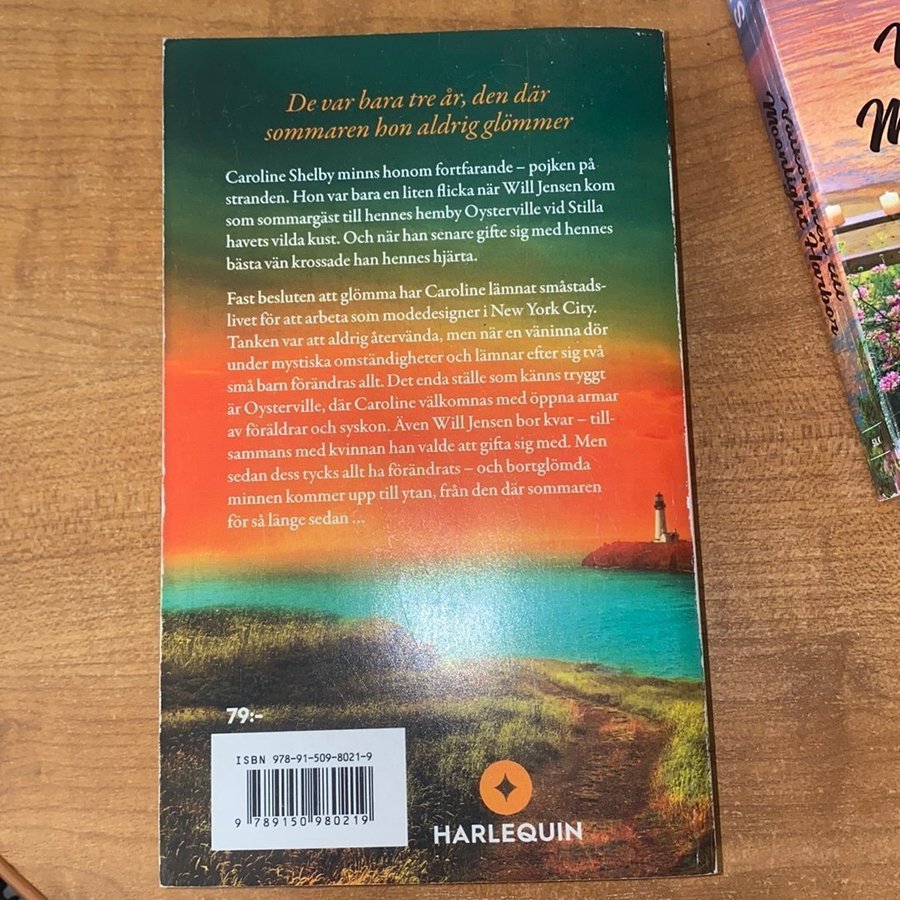 De var bara tre år, den där
sommaren hon aldrig glömmer
Caroline Shelby minns honom fortfarande – pojken på
stranden. Hon var bara en liten flicka när Will Jensen kom
som sommargäst till hennes hemby Oysterville vid Stilla
havets vilda kust. Och när han senare gifte sig med hennes
bästa vän krossade han hennes hjärta.
Fast besluten att glömma har Caroline lämnat småstads-
livet för att arbeta som modedesigner i New York City.
Tanken var att aldrig återvända, men när en väninna dör
under mystiska omständigheter och lämnar efter sig två
små barn förändras allt. Det enda ställe som känns tryggt
är Oysterville, där Caroline välkomnas med öppna armar
av föräldrar och syskon. Även Will Jensen bor kvar – till-
sammans med kvinnan han valde att gifta sig med. Men
sedan dess tycks allt ha förändrats – och bortglömda
minnen kommer upp till ytan, från den där sommaren
för så länge sedan ...
79:-
ISBN 978-91-509-8021-9
9 789150 980219
HARLEQUIN
Välkommen till
Moonlight Harbor